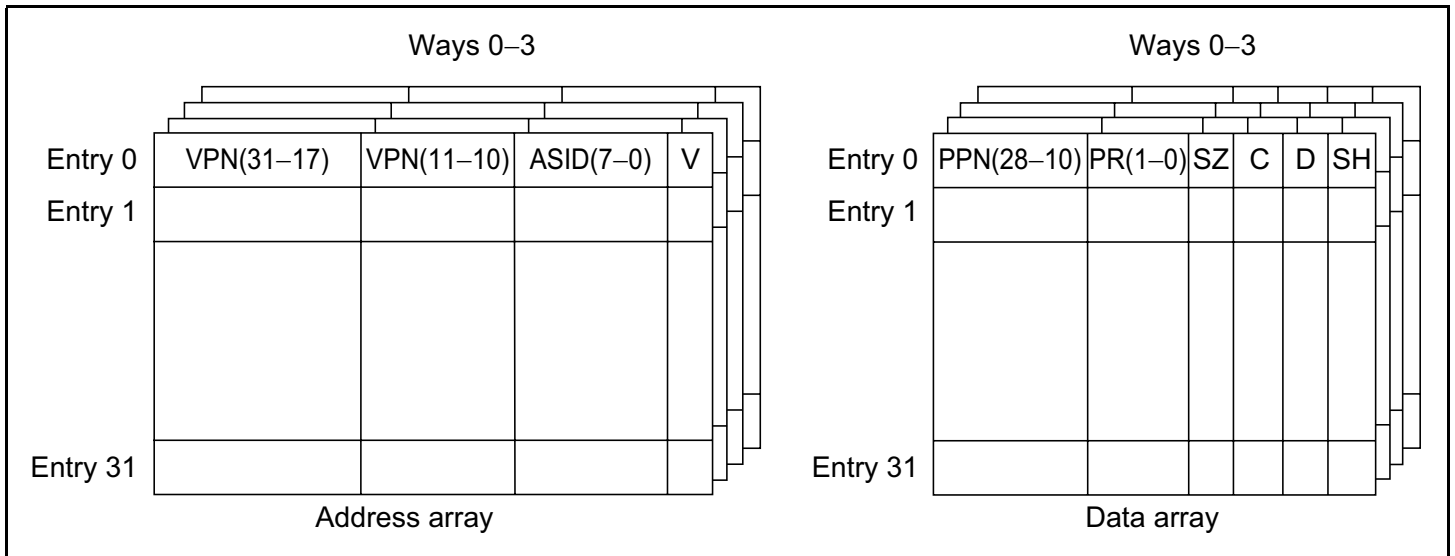 Ways 0–3
Entry 0 VPN(31–17) VPN(11–10) ASID(7–0) V
Entry 1
Entry 31
Address array
Ways 0–3
Entry 0 PPN(28–10) PR(1–0) SZ C D SH
Entry 1
Entry 31
Data array